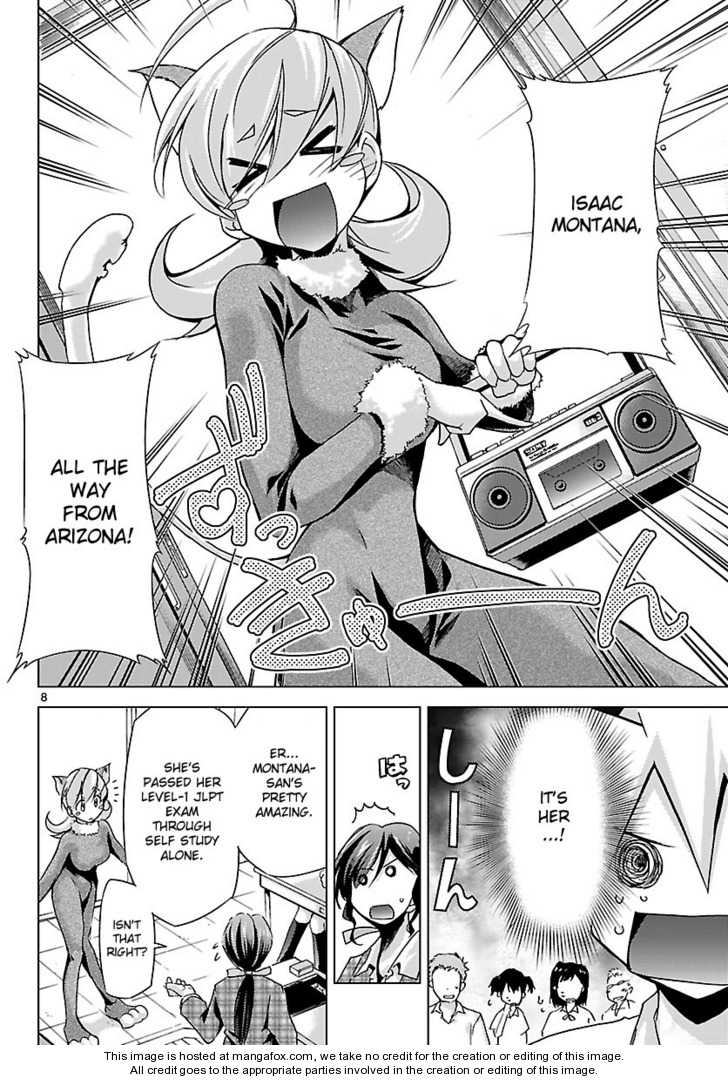 ISAAC
MONTANA,
ALL THE
WAY
FROM
ARIZONA!
SONY
ずっ
きゅーん
8
IT'S
HER
...!
しーん
はっ
ER...
MONTANA-
SAN'S
PRETTY
AMAZING.
SHE'S
PASSED HER
LEVEL-1 JLPT
EXAM
THROUGH
SELF STUDY
ALONE.
ISN'T
THAT
RIGHT?
This image is hosted at mangafox.com, we take no credit for the creation or editing of this image.
All credit goes to the appropriate parties involved in the creation or editing of this image.